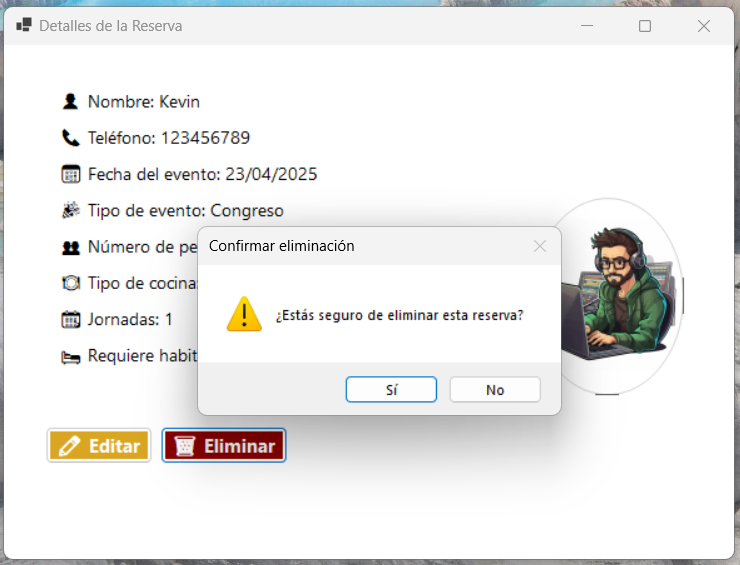 Detalles de la Reserva
Nombre: Kevin
Teléfono: 123456789
Fecha del evento: 23/04/2025
Tipo de evento: Congreso
Número de
Tipo de cocina
Jornadas: 1
Requiere
Confirmar eliminación
¿Estás seguro de eliminar esta reserva?
Sí
No
Editar
Eliminar